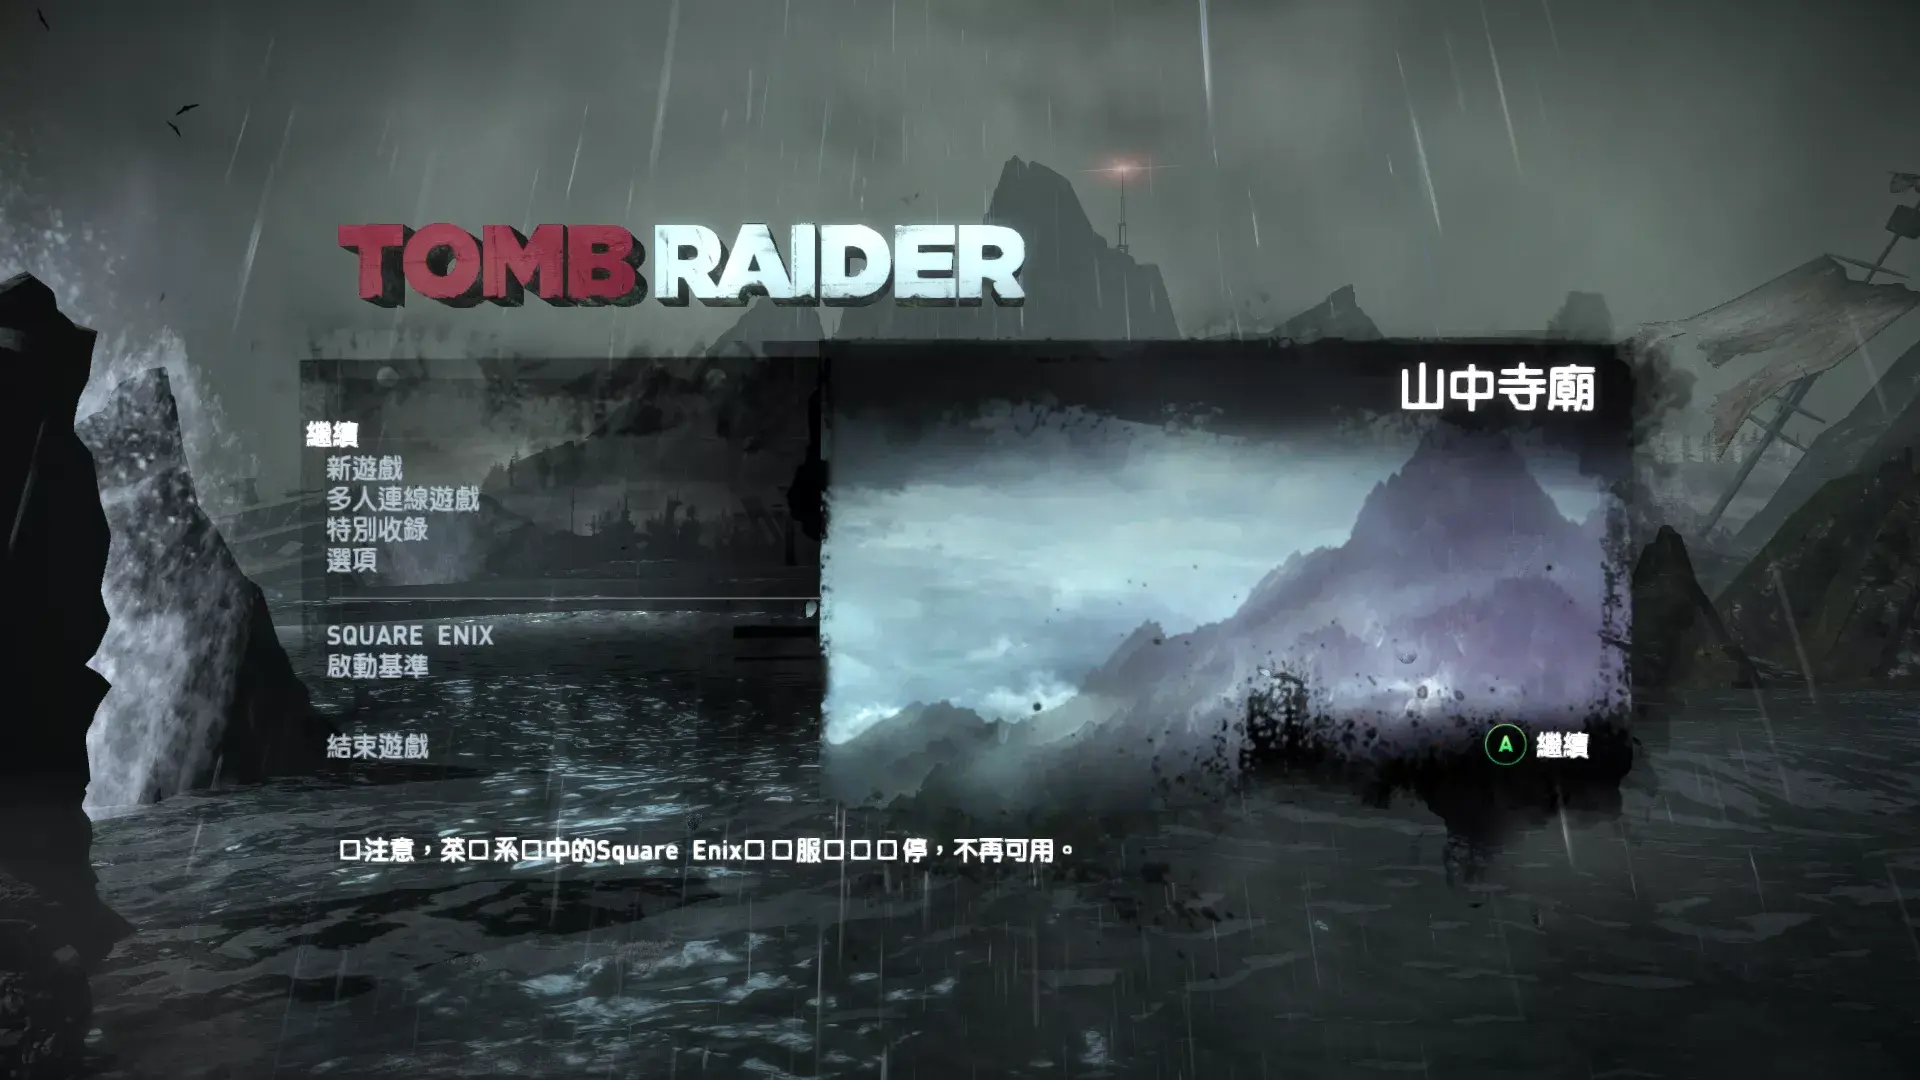 TOMB RAIDER
山中寺廟
繼續
新遊戲
多人連線遊戲
特別收錄
選項
SQUARE ENIX
啟動基準
結束遊戲
A 繼續
□注意，菜□系□中的Square Enix□□服□□□停，不再可用。